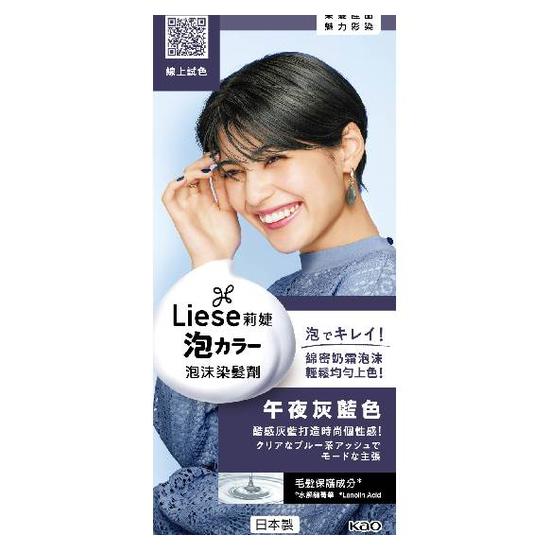 魅力彩染
線上試色
Liese莉婕
泡カラー
泡沫染髮劑
泡でキレイ!
綿密奶霜泡沫
輕鬆均勻上色!
午夜灰藍色
酷感灰藍打造時尚個性感!
クリアなブルー系アッシュで
モードな主張
毛髮保護成分*
*Lanolin Acid
日本製
Kao